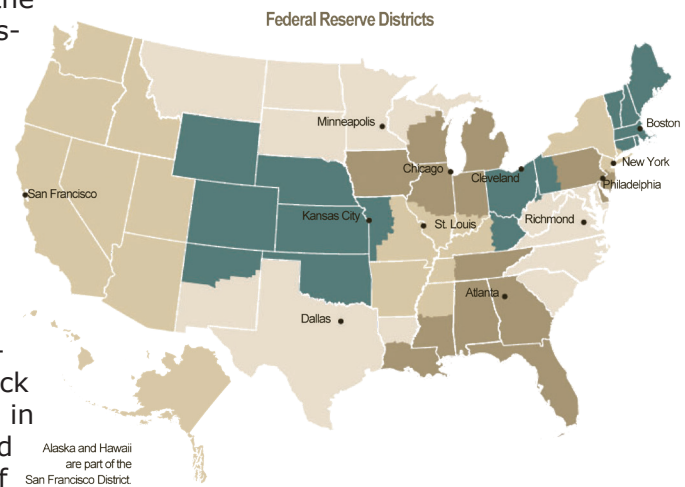 the
s-
Federal Reserve Districts
Minneapolis
Boston
Chicago
Cleveland
New York
Philadelphia
San Francisco
Kansas City
St. Louis
Richmond
Atlanta
Dallas
-
ck
in
d
f
Alaska and Hawaii
are part of the
San Francisco District.